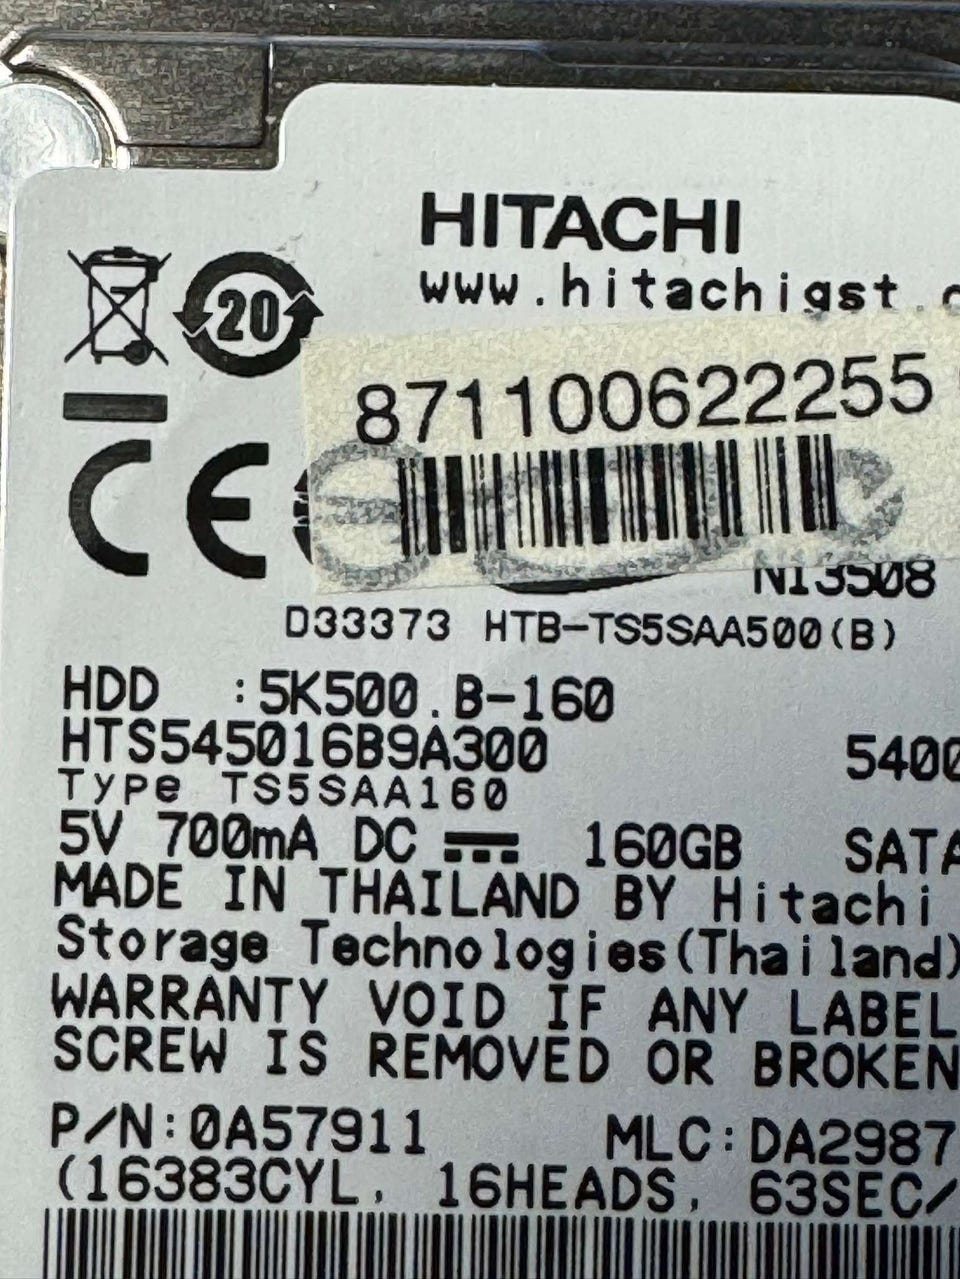 HITACHI
www.hitachigst.
20
871100622255
CE
N13508
D33373 HTB-TS5SAA500(B)
HDD :5K500.B-160
HTS545016B9A300 5400
Type TS5SAA160
5V 700mA DC 160GB SATA
MADE IN THAILAND BY Hitachi
Storage Technologies(Thailand)
WARRANTY VOID IF ANY LABEL
SCREW IS REMOVED OR BROKEN
P/N:0A57911 MLC:DA2987
(16383CYL. 16HEADS. 63SEC/